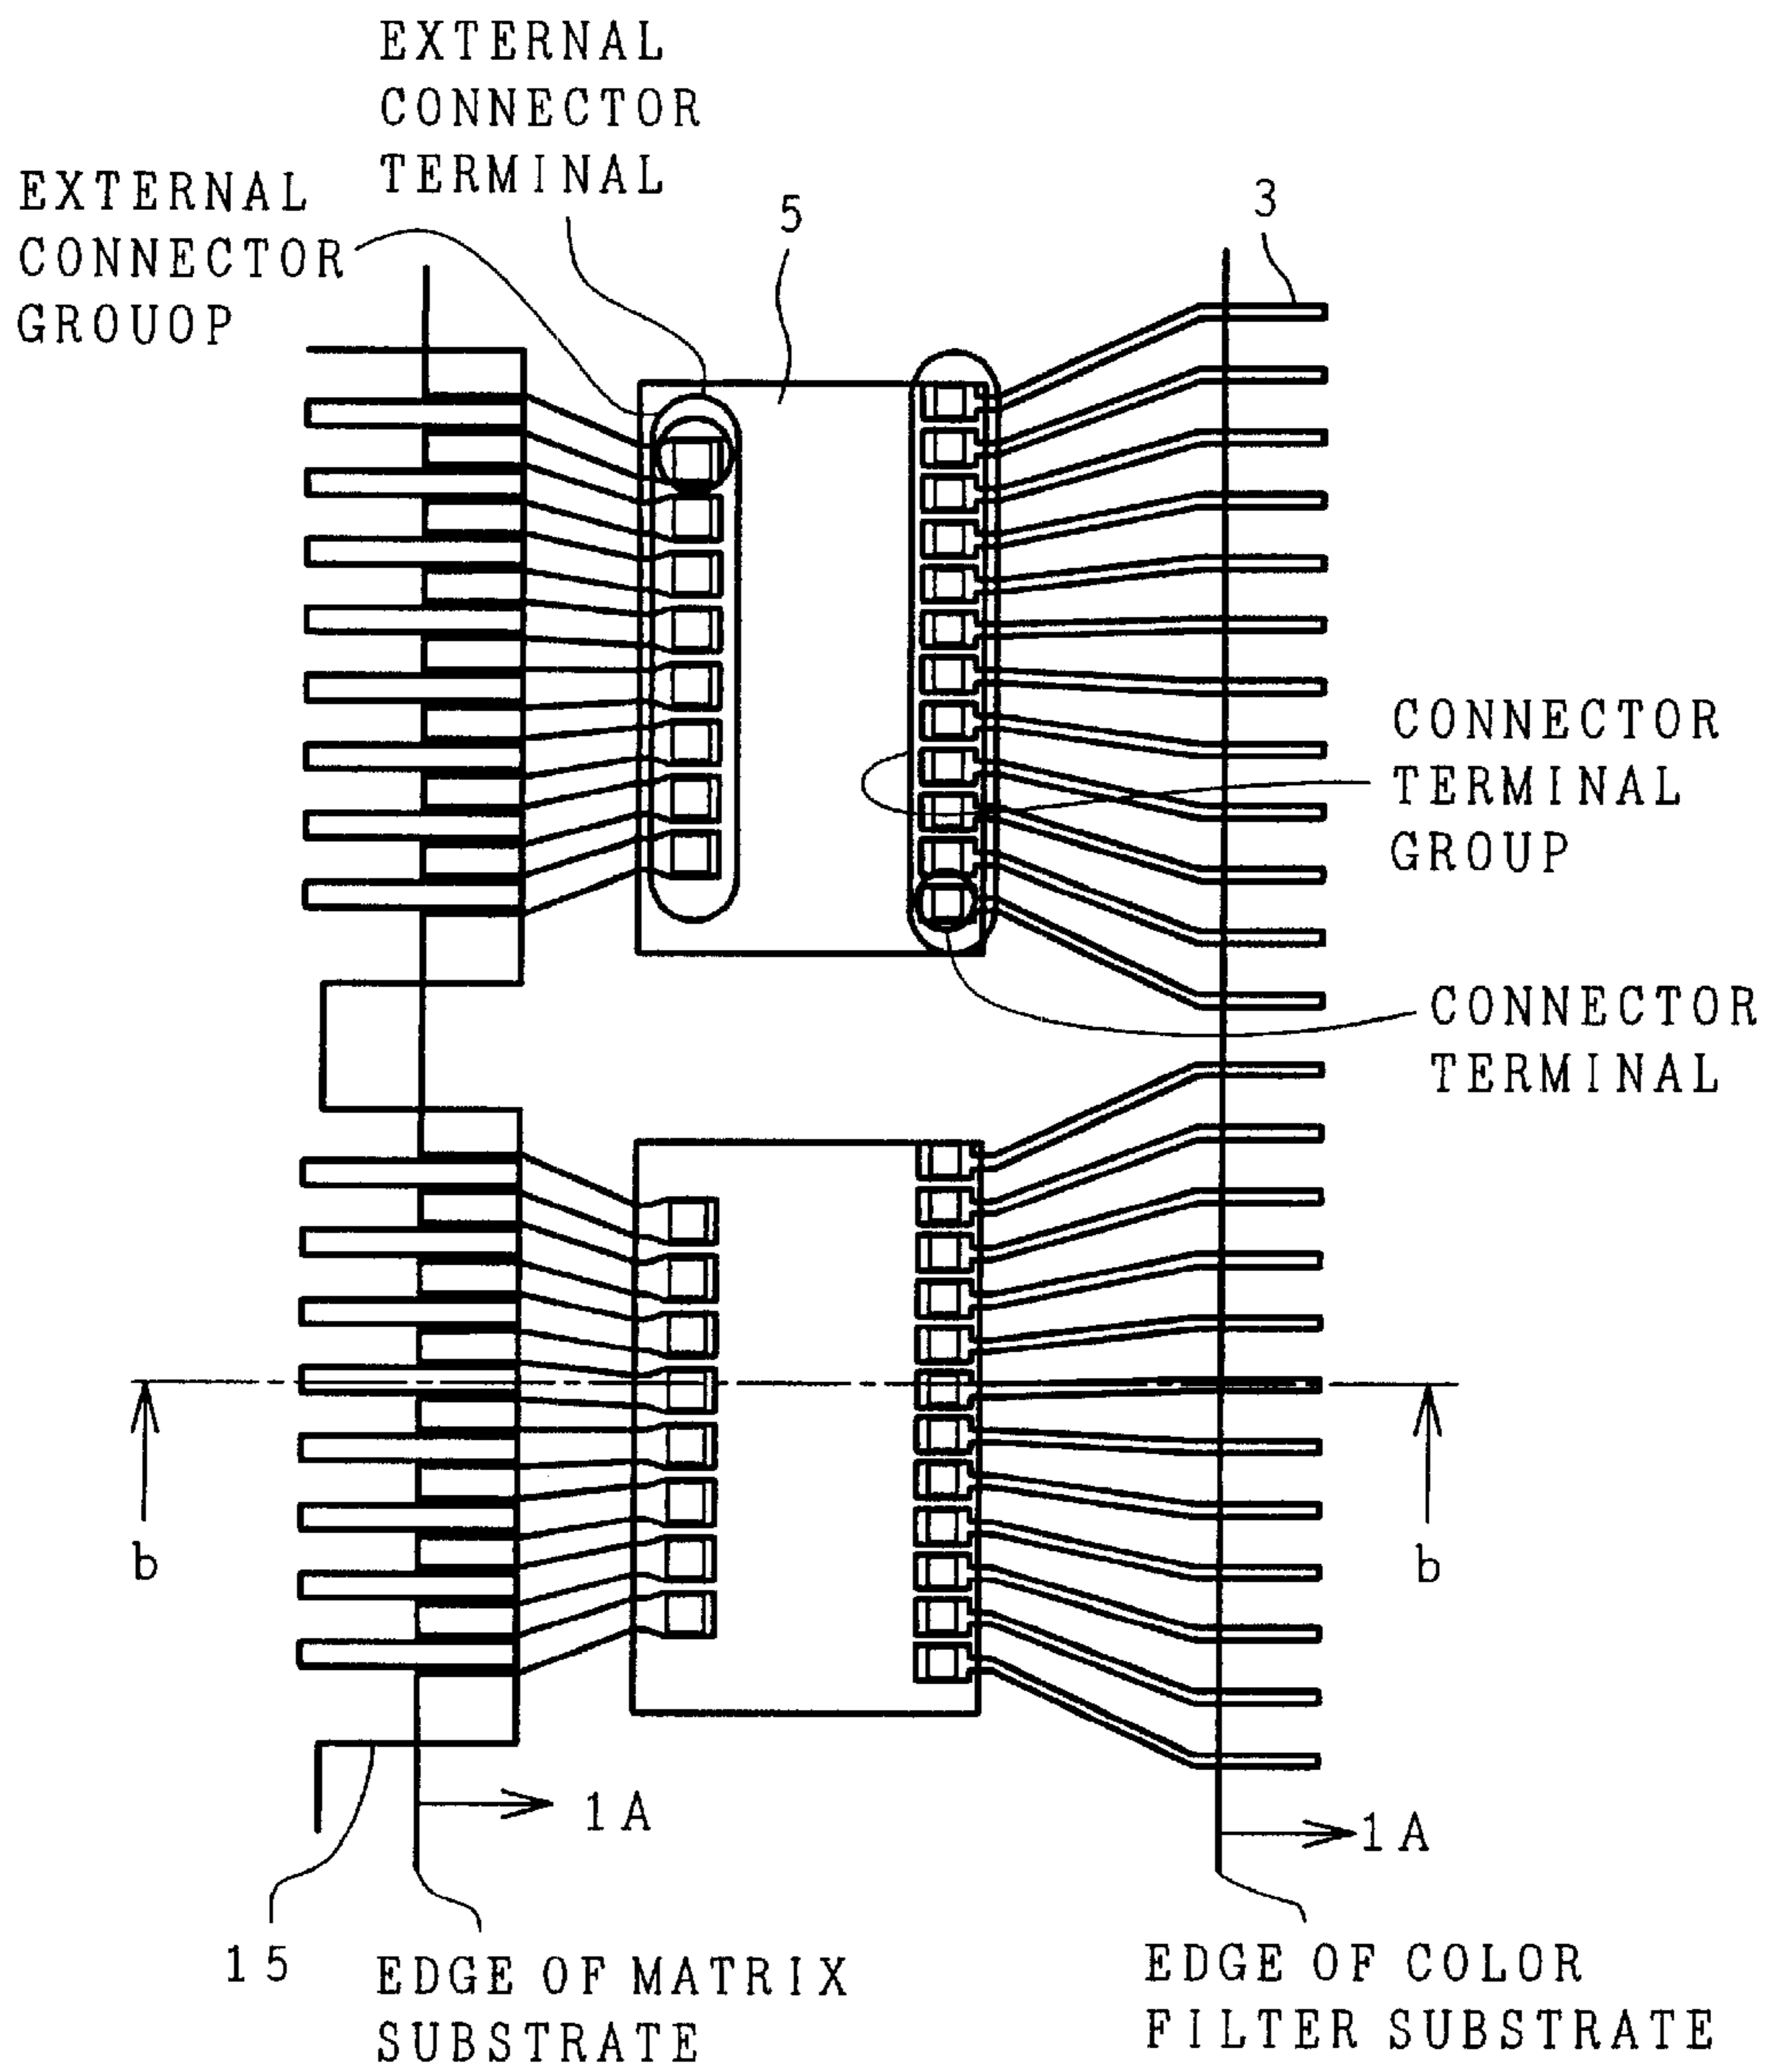 EXTERNAL
CONNECTOR
TERMINAL
EXTERNAL
CONNECTOR
GROUOP
5
3
CONNECTOR
TERMINAL
GROUP
CONNECTOR
TERMINAL
b
b
1A
1A
15
EDGE OF MATRIX
SUBSTRATE
EDGE OF COLOR
FILTER SUBSTRATE